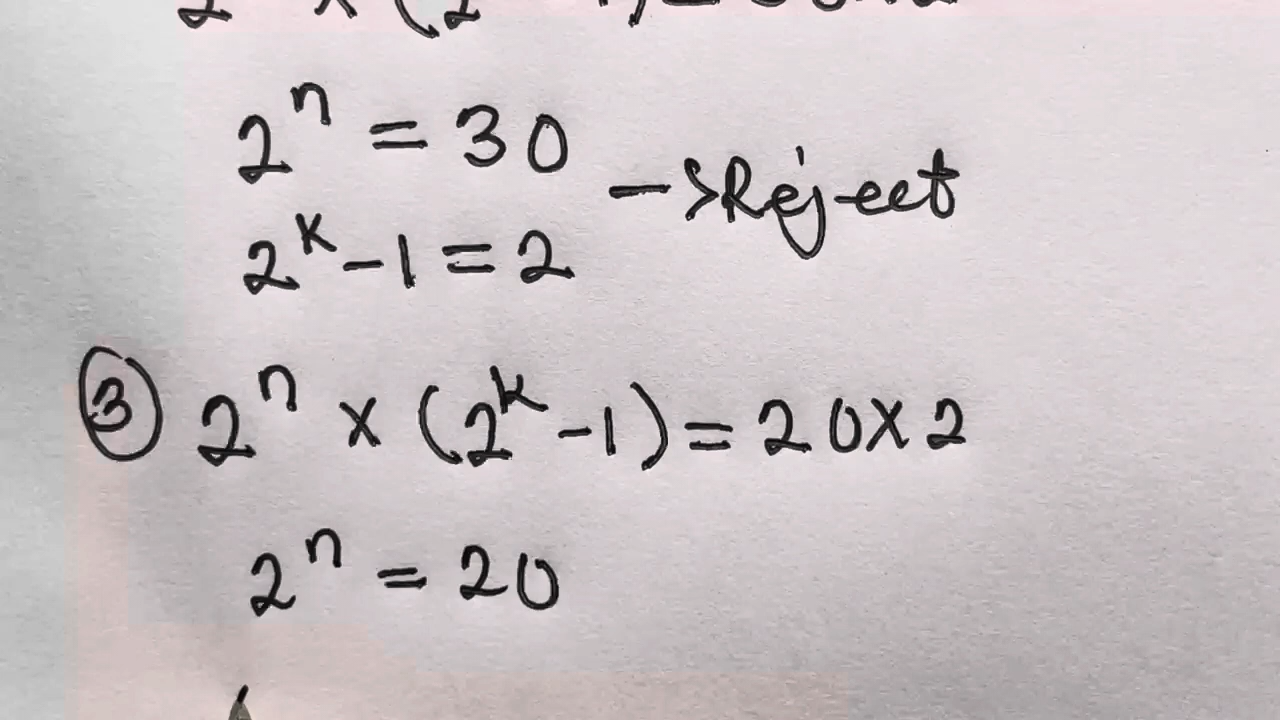 2ⁿ = 30
→ Reject
2ᵏ - 1 = 2
③ 2ⁿ × (2ᵏ - 1) = 20 × 2
2ⁿ = 20